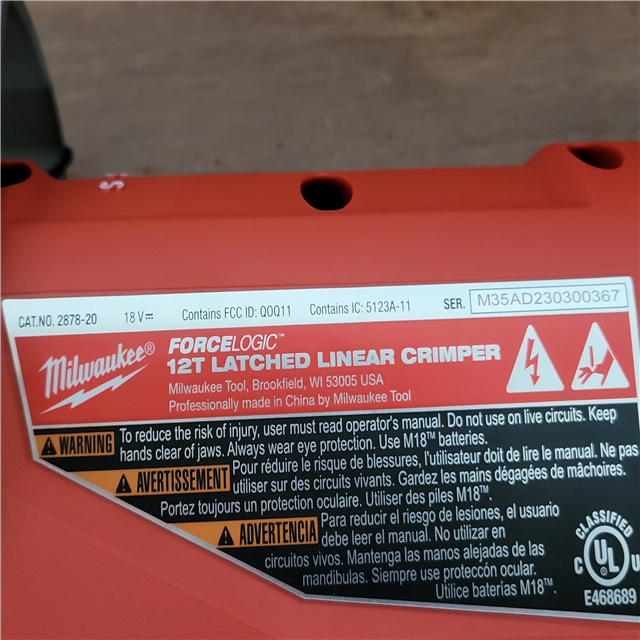 S
CAT.NO. 2878-20 18 V⎓ Contains FCC ID: Q0Q11 Contains IC: 5123A-11 SER. M35AD230300367
Milwaukee®
FORCELOGIC™
12T LATCHED LINEAR CRIMPER
Milwaukee Tool, Brookfield, WI 53005 USA
Professionally made in China by Milwaukee Tool
WARNING To reduce the risk of injury, user must read operator's manual. Do not use on live circuits. Keep
hands clear of jaws. Always wear eye protection. Use M18™ batteries.
AVERTISSEMENT Pour réduire le risque de blessures, l'utilisateur doit de lire le manual. Ne pas
utiliser sur des circuits vivants. Gardez les mains dégagées de mâchoires.
Portez toujours un protection oculaire. Utiliser des piles M18™.
ADVERTENCIA Para reducir el riesgo de lesiones, el usuario
debe leer el manual. No utilizar en
circuitos vivos. Mantenga las manos alejadas de las
mandibulas. Siempre use proteccón ocular.
Utilice baterías M18™.
CLASSIFIED
C UL U
E468689